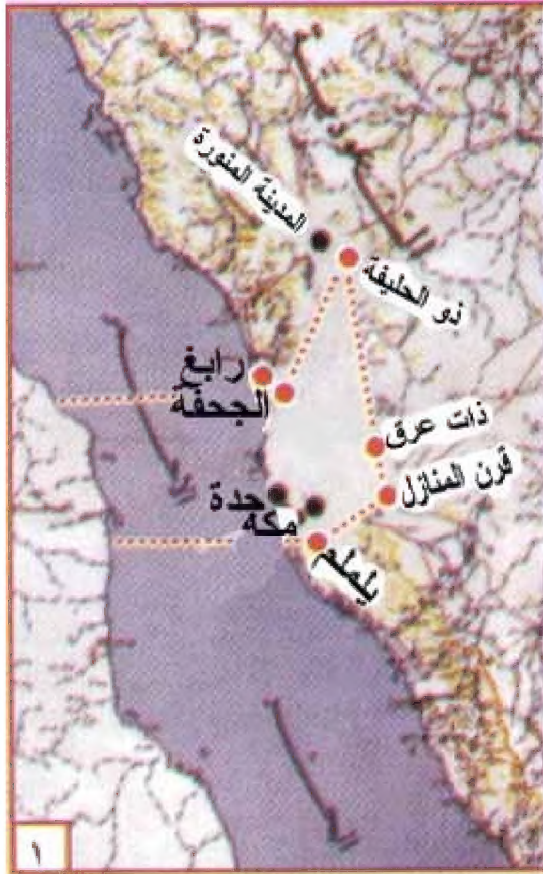 المدينة المنورة
ذو الحليفة
رابغ
الجحفة
ذات عرق
قرن المنازل
جدة
مكة
يلملم
١